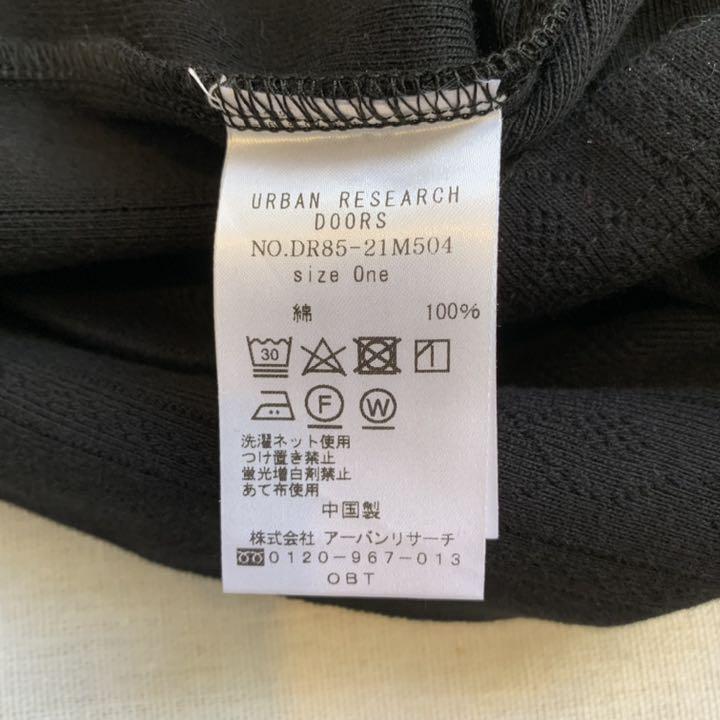 URBAN RESEARCH
DOORS
NO.DR85-21M504
size One
綿 100%
30
F W
洗濯ネット使用
つけ置き禁止
蛍光増白剤禁止
あて布使用
中国製
株式会社 アーバンリサーチ
0120-967-013
OBT